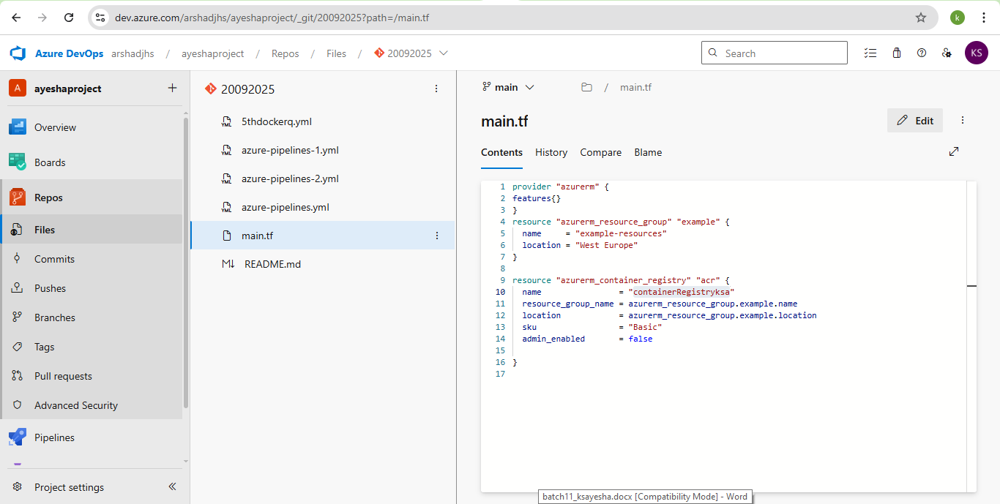 dev.azure.com/arshadjhs/ayeshaproject/_git/20092025?path=/main.tf
k
Azure DevOps arshadjhs / ayeshaproject / Repos / Files / 20092025
Search
KS
A ayeshaproject +
Overview
Boards
Repos
Files
Commits
Pushes
Branches
Tags
Pull requests
Advanced Security
Pipelines
Project settings
20092025
YML 5thdockerq.yml
YML azure-pipelines-1.yml
YML azure-pipelines-2.yml
YML azure-pipelines.yml
main.tf
M↓ README.md
main / main.tf
main.tf
Edit
Contents History Compare Blame
1 provider "azurerm" {
2 features{}
3 }
4 resource "azurerm_resource_group" "example" {
5 name = "example-resources"
6 location = "West Europe"
7 }
8
9 resource "azurerm_container_registry" "acr" {
10 name = "containerRegistryksa"
11 resource_group_name = azurerm_resource_group.example.name
12 location = azurerm_resource_group.example.location
13 sku = "Basic"
14 admin_enabled = false
15
16 }
17
batch11_ksayesha.docx [Compatibility Mode] - Word